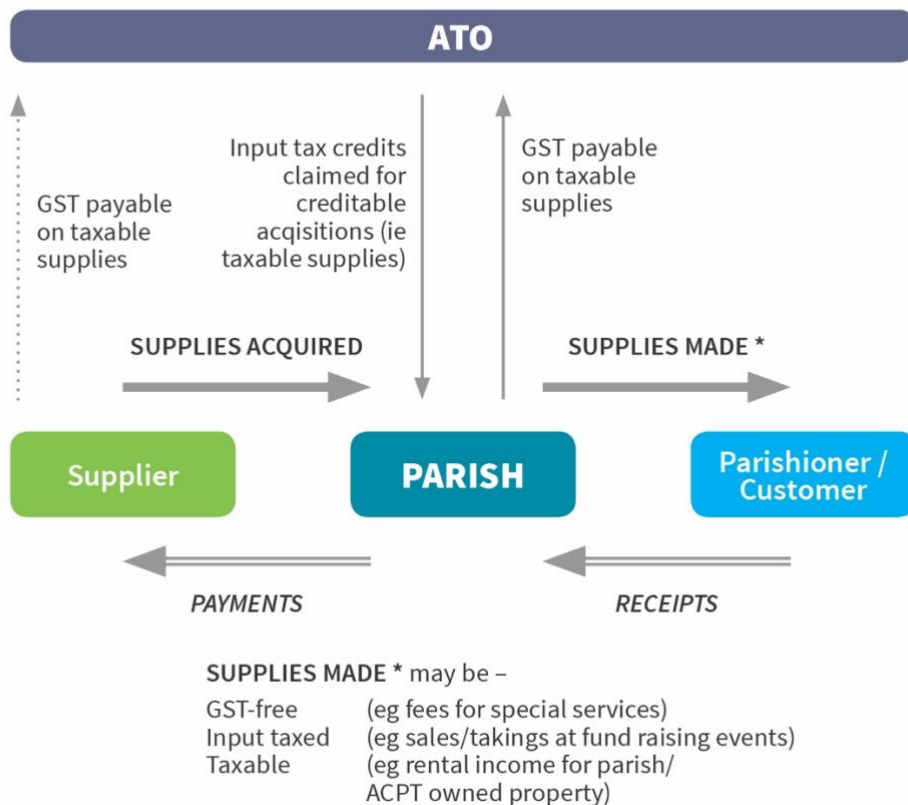 ATO
GST payable
on taxable
supplies
Input tax credits
claimed for
creditable
acqisitions (ie
taxable supplies)
GST payable
on taxable
supplies
SUPPLIES ACQUIRED
SUPPLIES MADE *
Supplier
PARISH
Parishioner /
Customer
PAYMENTS
RECEIPTS
SUPPLIES MADE * may be –
GST-free (eg fees for special services)
Input taxed (eg sales/takings at fund raising events)
Taxable (eg rental income for parish/
ACPT owned property)